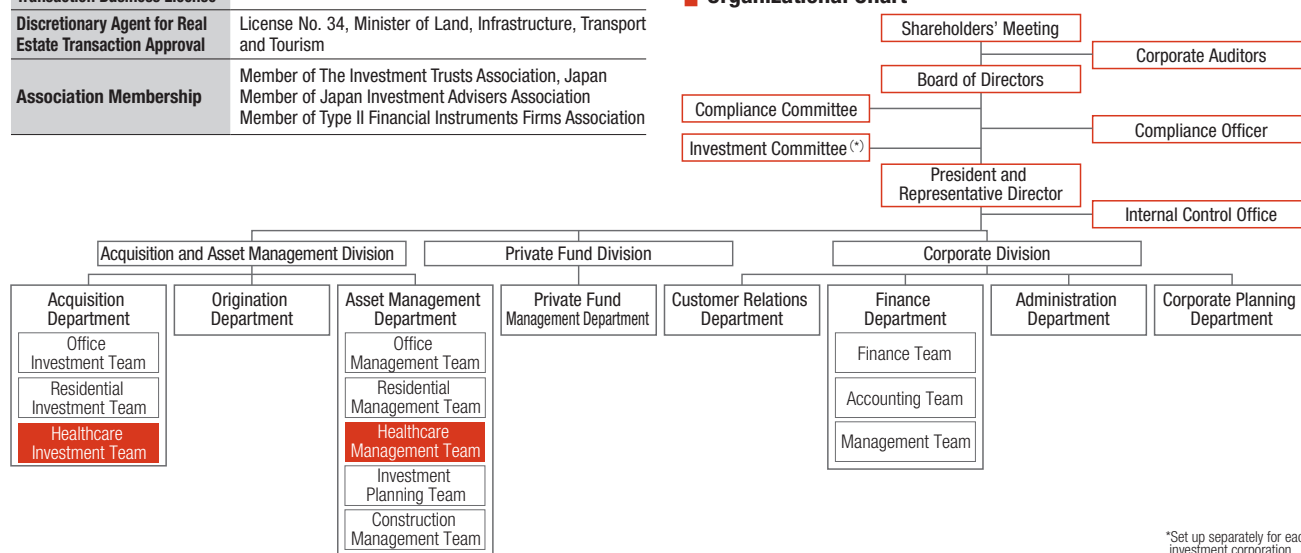 Transaction Business License
Organizational Chart
Discretionary Agent for Real
Estate Transaction Approval
License No. 34, Minister of Land, Infrastructure, Transport
and Tourism
Association Membership
Member of The Investment Trusts Association, Japan
Member of Japan Investment Advisers Association
Member of Type II Financial Instruments Firms Association
Shareholders' Meeting
Corporate Auditors
Board of Directors
Compliance Committee
Compliance Officer
Investment Committee (*)
President and
Representative Director
Internal Control Office
Acquisition and Asset Management Division
Private Fund Division
Corporate Division
Acquisition
Department
Office
Investment Team
Residential
Investment Team
Healthcare
Investment Team
Origination
Department
Asset Management
Department
Office
Management Team
Residential
Management Team
Healthcare
Management Team
Investment
Planning Team
Construction
Management Team
Private Fund
Management Department
Customer Relations
Department
Finance
Department
Finance Team
Accounting Team
Management Team
Administration
Department
Corporate Planning
Department
*Set up separately for eac
investment corporation